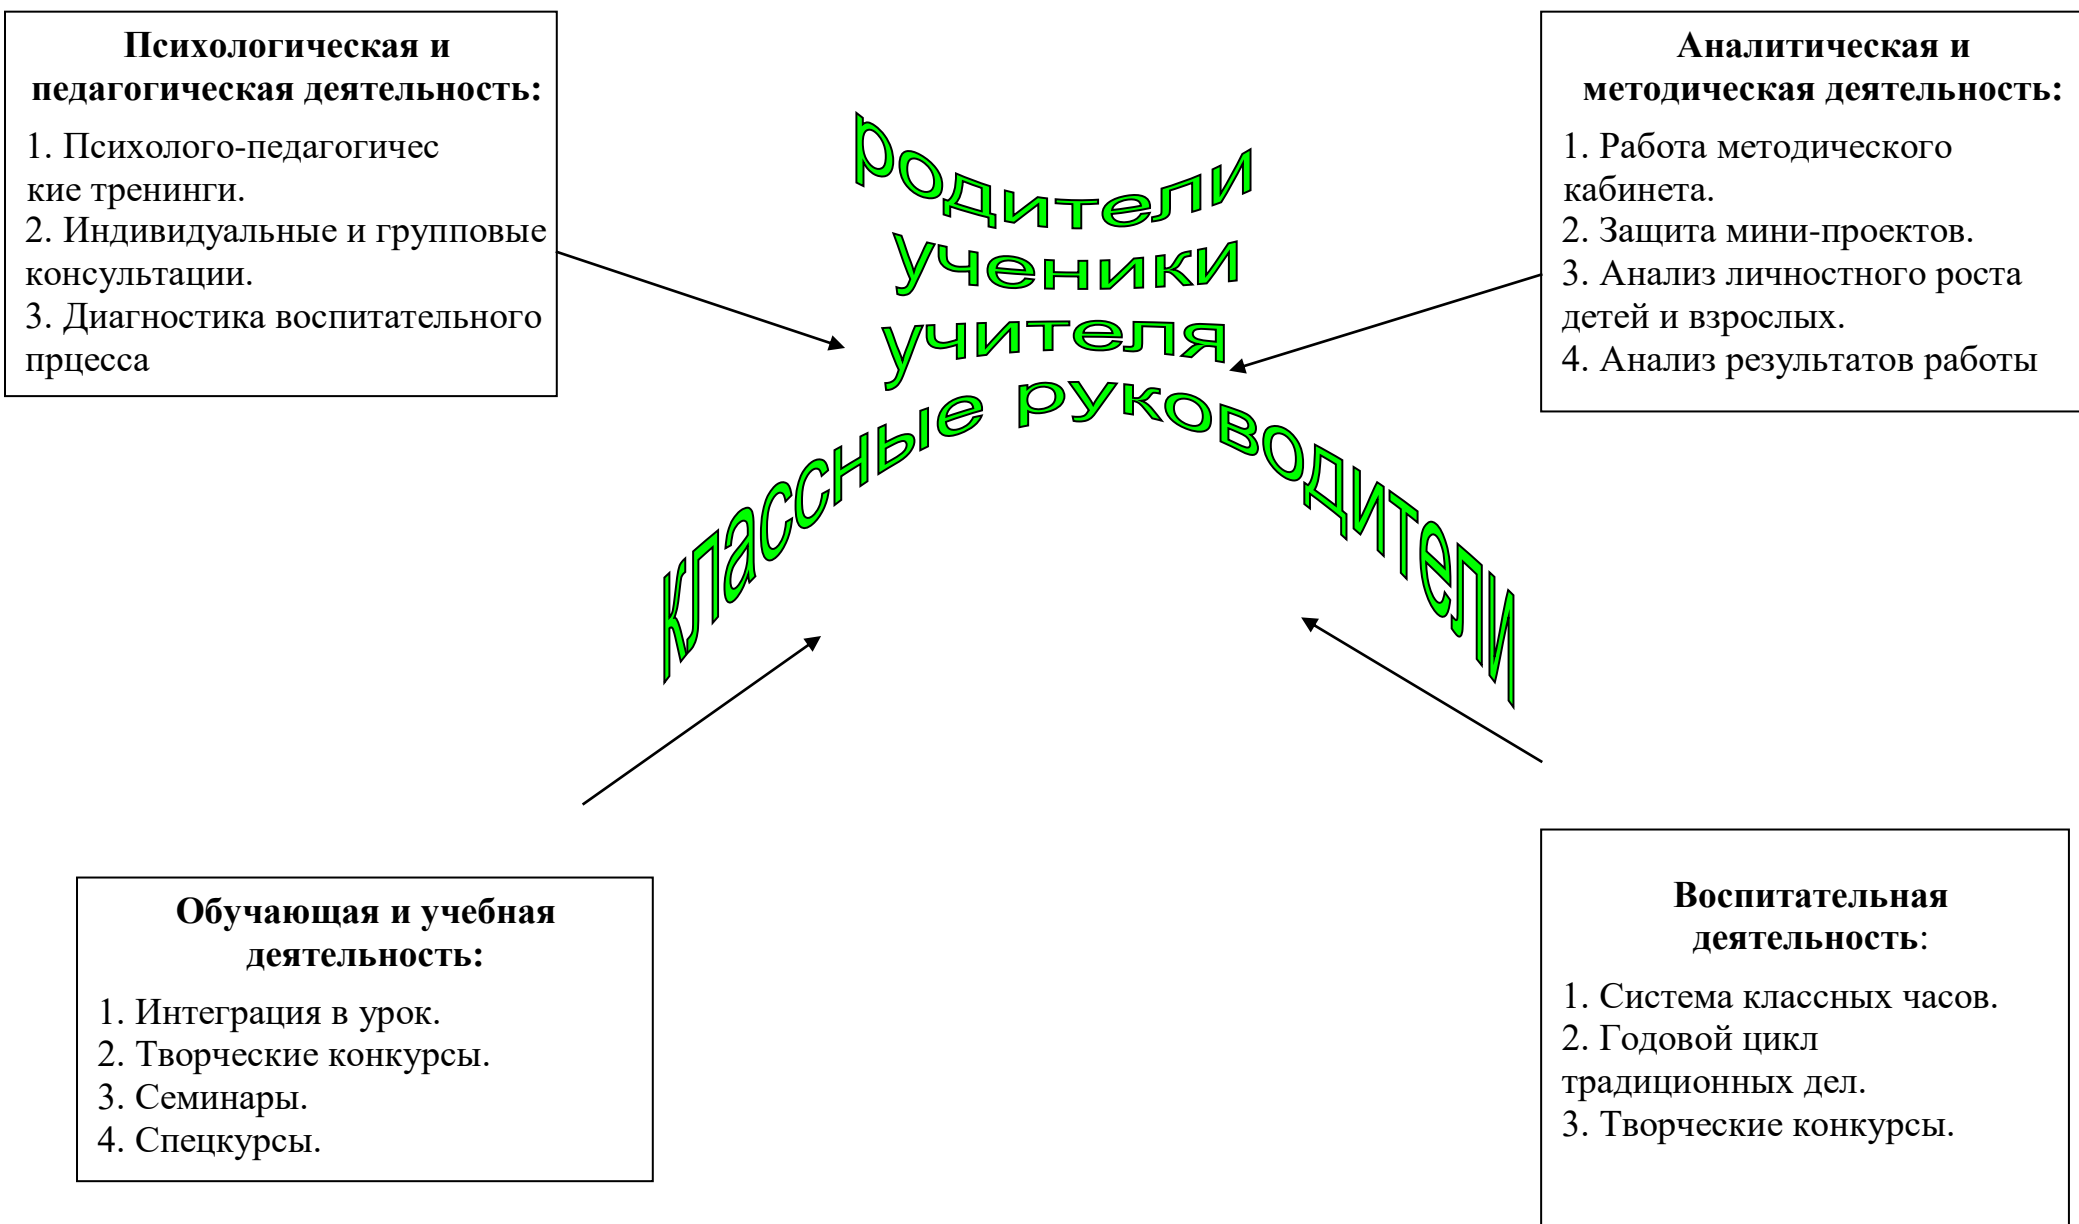 Психологическая и
педагогическая деятельность:
1. Психолого-педагогичес
кие тренинги.
2. Индивидуальные и групповые
консультации.
3. Диагностика воспитательного
прцесса
Аналитическая и
методическая деятельность:
1. Работа методического
кабинета.
2. Защита мини-проектов.
3. Анализ личностного роста
детей и взрослых.
4. Анализ результатов работы
родители
ученики
учителя
классные руководители
Обучающая и учебная
деятельность:
1. Интеграция в урок.
2. Творческие конкурсы.
3. Семинары.
4. Спецкурсы.
Воспитательная
деятельность:
1. Система классных часов.
2. Годовой цикл
традиционных дел.
3. Творческие конкурсы.